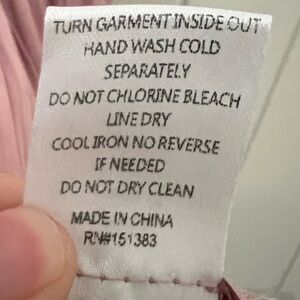 TURN GARMENT INSIDE OUT
HAND WASH COLD
SEPARATELY
DO NOT CHLORINE BLEACH
LINE DRY
COOL IRON NO REVERSE
IF NEEDED
DO NOT DRY CLEAN
MADE IN CHINA
RN#151383